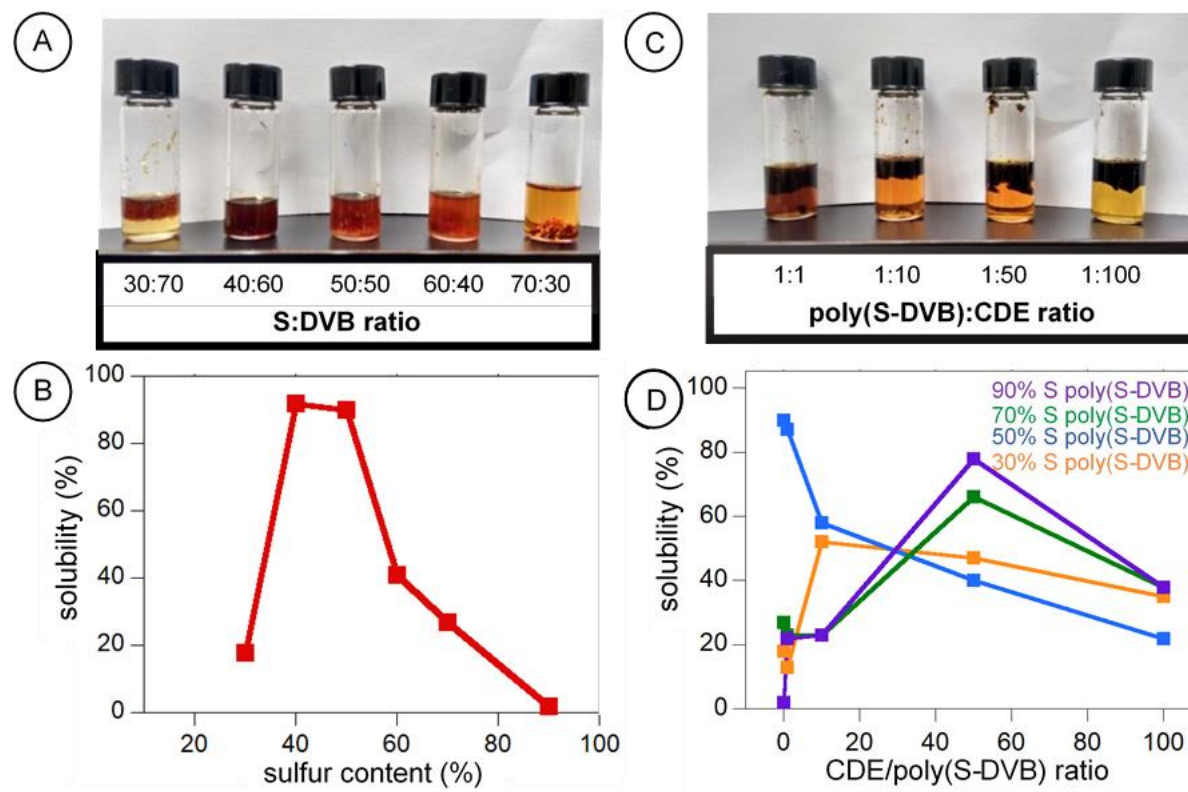 A
30:70 40:60 50:50 60:40 70:30
S:DVB ratio
C
1:1 1:10 1:50 1:100
poly(S-DVB):CDE ratio
B
100
80
60
40
20
0
solubility (%)
20 40 60 80 100
sulfur content (%)
D
100
80
60
40
20
0
solubility (%)
90% S poly(S-DVB)
70% S poly(S-DVB)
50% S poly(S-DVB)
30% S poly(S-DVB)
0 20 40 60 80 100
CDE/poly(S-DVB) ratio